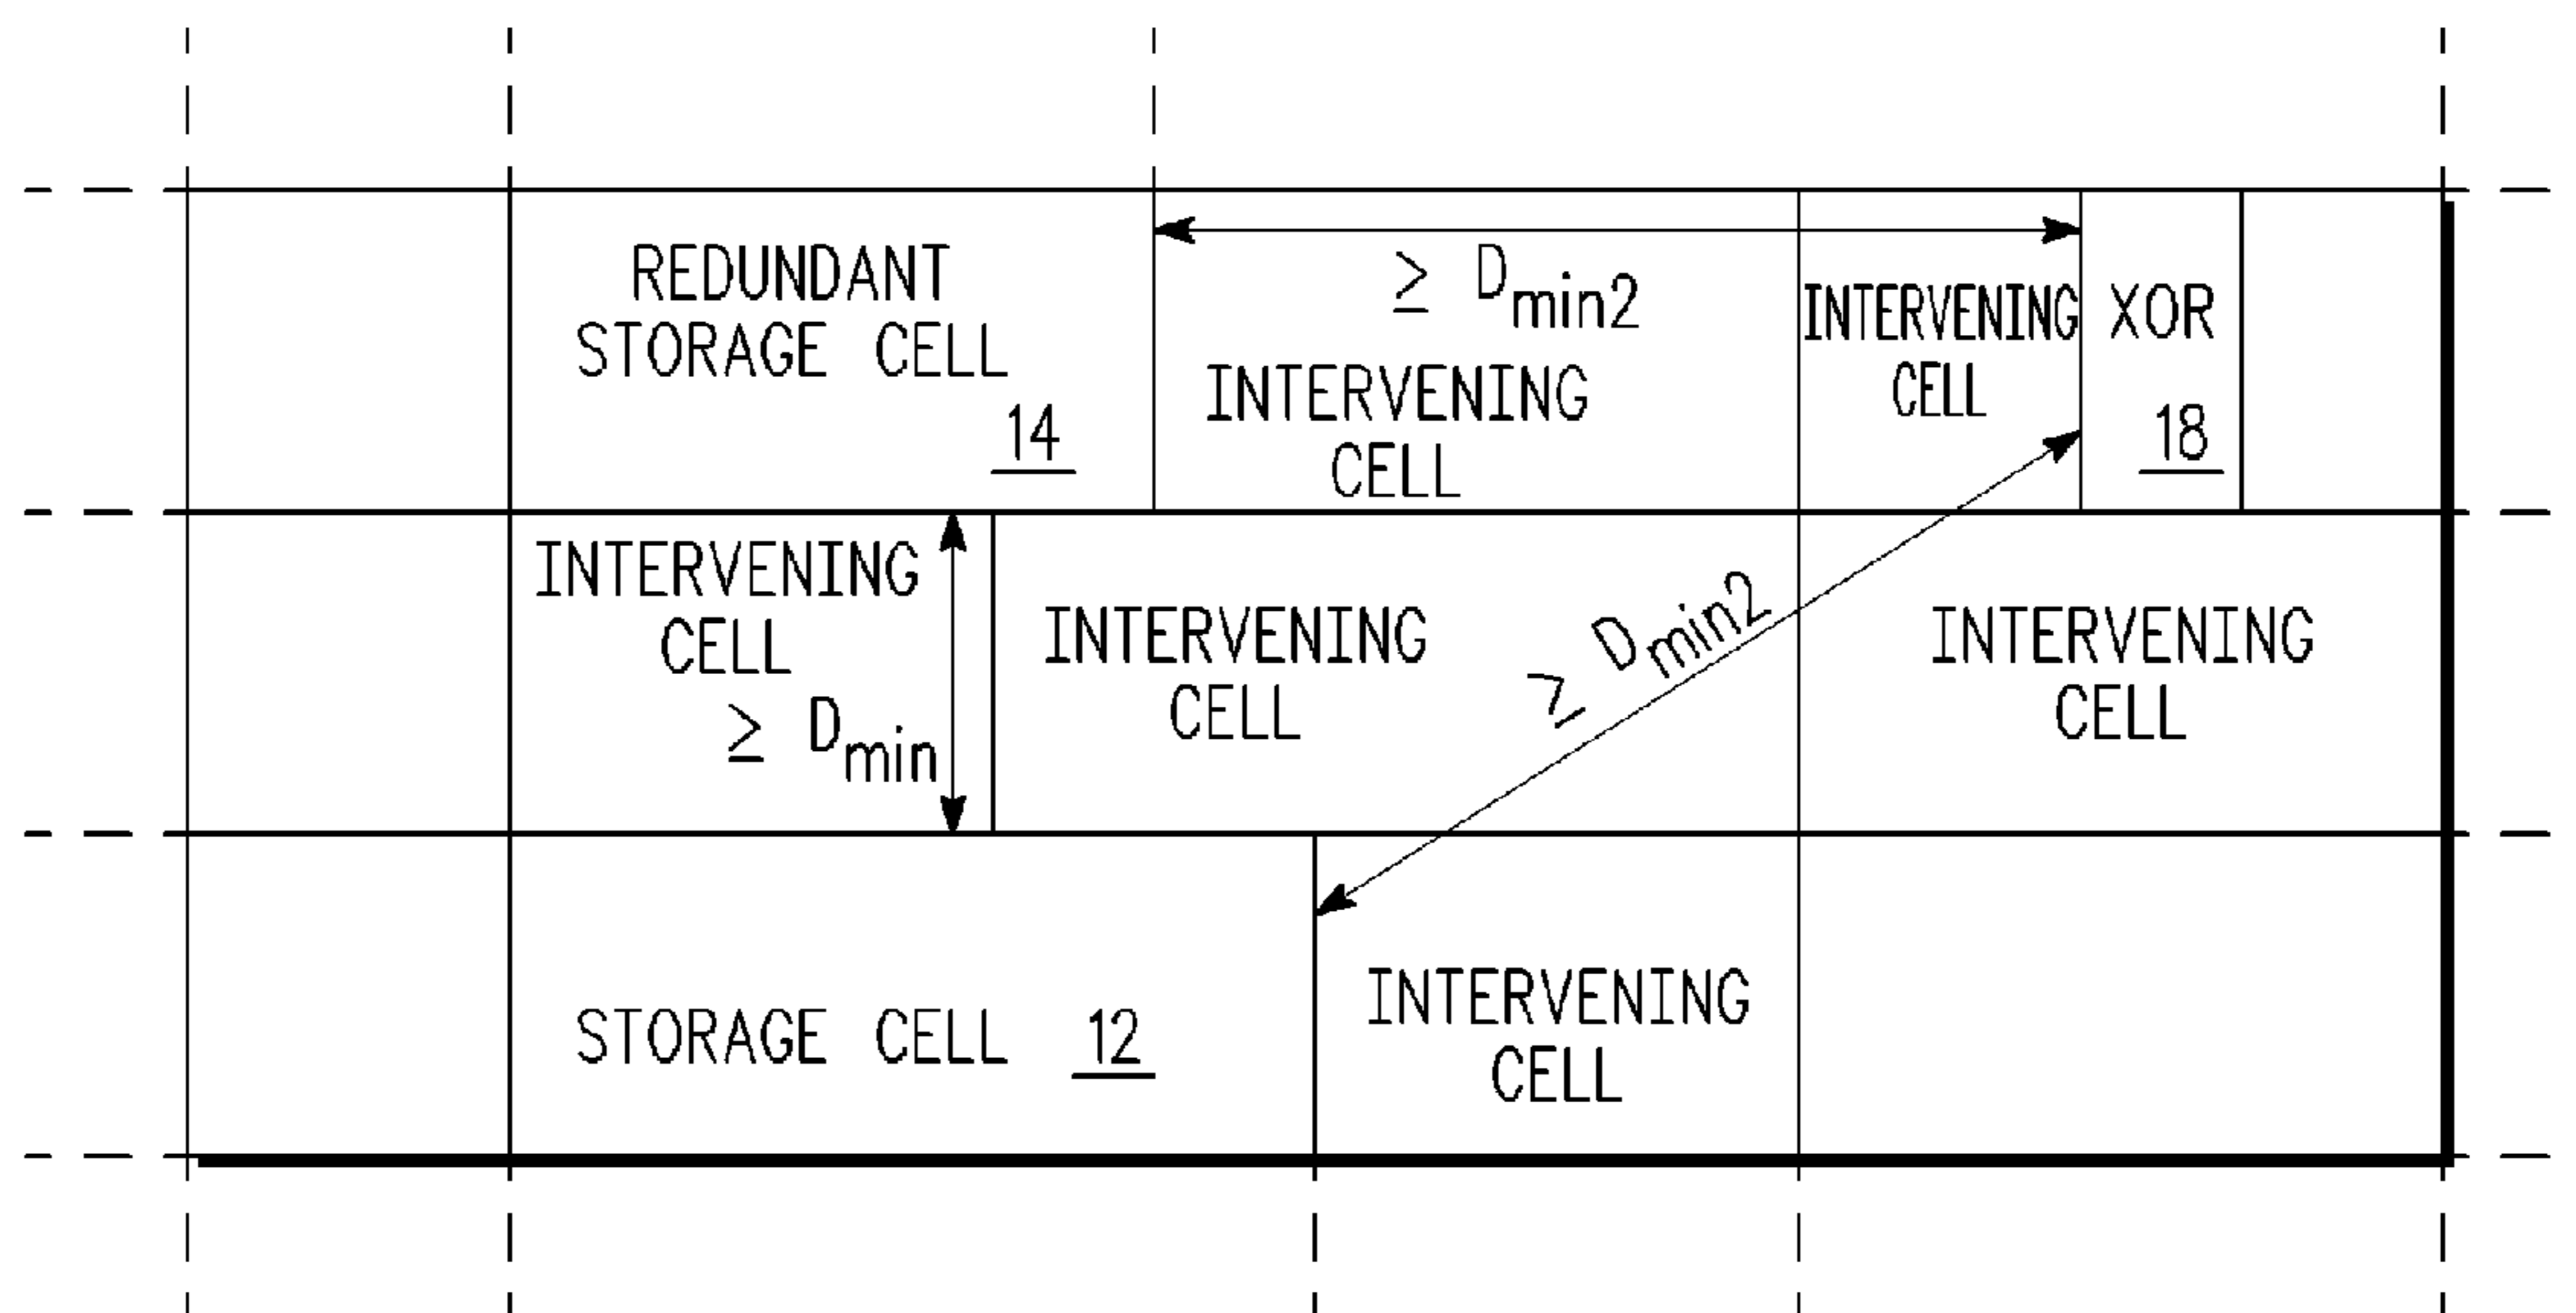 REDUNDANT
STORAGE CELL
14
≥ Dmin2
INTERVENING
CELL
INTERVENING
CELL
XOR
18
INTERVENING
CELL
≥ Dmin
INTERVENING
CELL
≥ Dmin2
INTERVENING
CELL
STORAGE CELL 12
INTERVENING
CELL